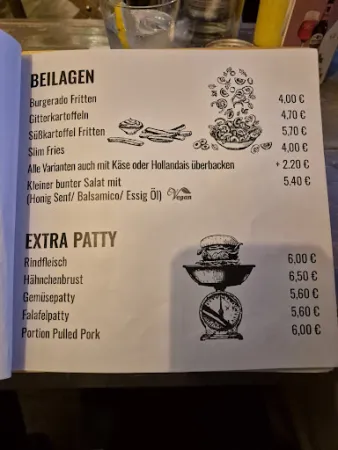 BEILAGEN
Burgerado Fritten 4,00 €
Gitterkartoffeln 4,70 €
Süßkartoffel Fritten 5,70 €
Slim Fries 4,00 €
Alle Varianten auch mit Käse oder Hollandais überbacken + 2.20 €
Kleiner bunter Salat mit 5.40 €
(Honig Senf/ Balsamico/ Essig Öl) Vegan
EXTRA PATTY
Rindfleisch 6,00 €
Hähnchenbrust 6,50 €
Gemüsepatty 5,60 €
Falafelpatty 5,60 €
Portion Pulled Pork 6,00 €